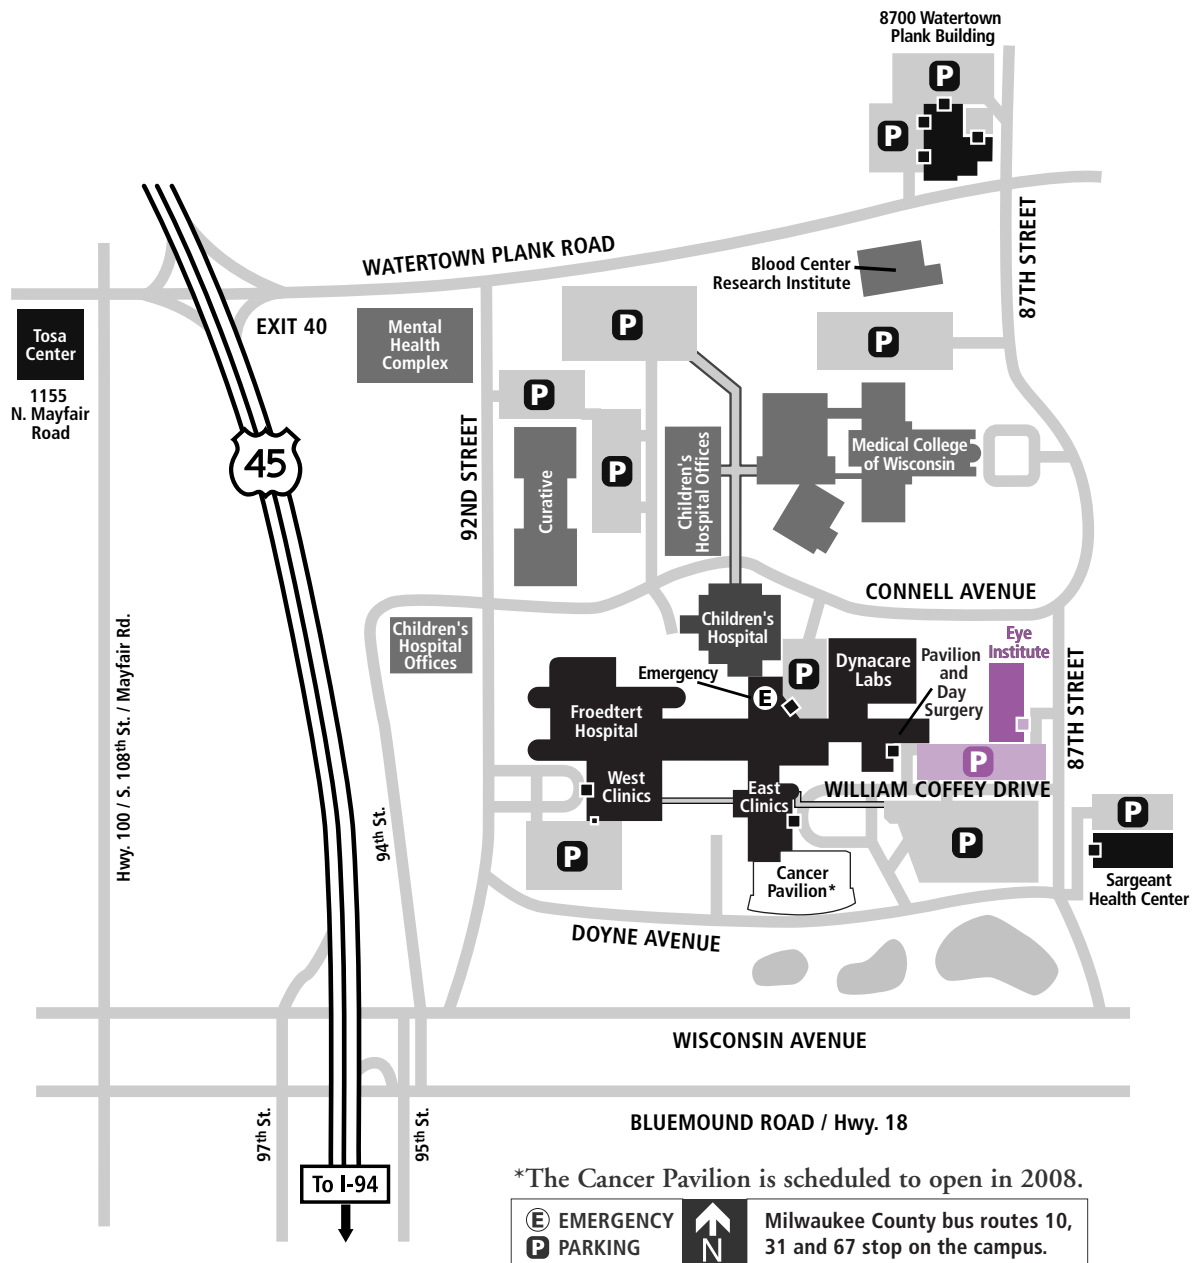 8700 Watertown
Plank Building
P
P
87TH STREET
WATERTOWN PLANK ROAD
Blood Center
Research Institute
EXIT 40
Tosa
Center
1155
N. Mayfair
Road
Mental
Health
Complex
P
P
P
45
92ND STREET
Curative
P
Children's
Hospital Offices
Medical College
of Wisconsin
CONNELL AVENUE
Children's
Hospital
Offices
Children's
Hospital
Emergency
E
P
Dynacare
Labs
Pavilion
and
Day
Surgery
Eye
Institute
87TH STREET
Froedtert
Hospital
P
West
Clinics
East
Clinics
WILLIAM COFFEY DRIVE
Hwy. 100 / S. 108th St. / Mayfair Rd.
94th St.
P
P
P
Cancer
Pavilion*
Sargeant
Health Center
DOYNE AVENUE
WISCONSIN AVENUE
BLUEMOUND ROAD / Hwy. 18
97th St.
95th St.
To I-94
*The Cancer Pavilion is scheduled to open in 2008.
E EMERGENCY
P PARKING
N
Milwaukee County bus routes 10,
31 and 67 stop on the campus.